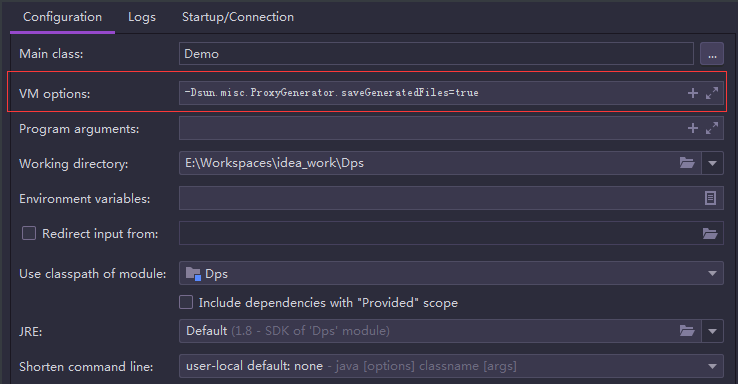 Configuration Logs Startup/Connection
Main class: Demo ...
VM options: -Dsun.misc.ProxyGenerator.saveGeneratedFiles=true
Program arguments:
Working directory: E:\Workspaces\idea_work\Dps
Environment variables:
Redirect input from:
Use classpath of module: Dps
Include dependencies with "Provided" scope
JRE: Default (1.8 - SDK of 'Dps' module)
Shorten command line: user-local default: none - java [options] classname [args]